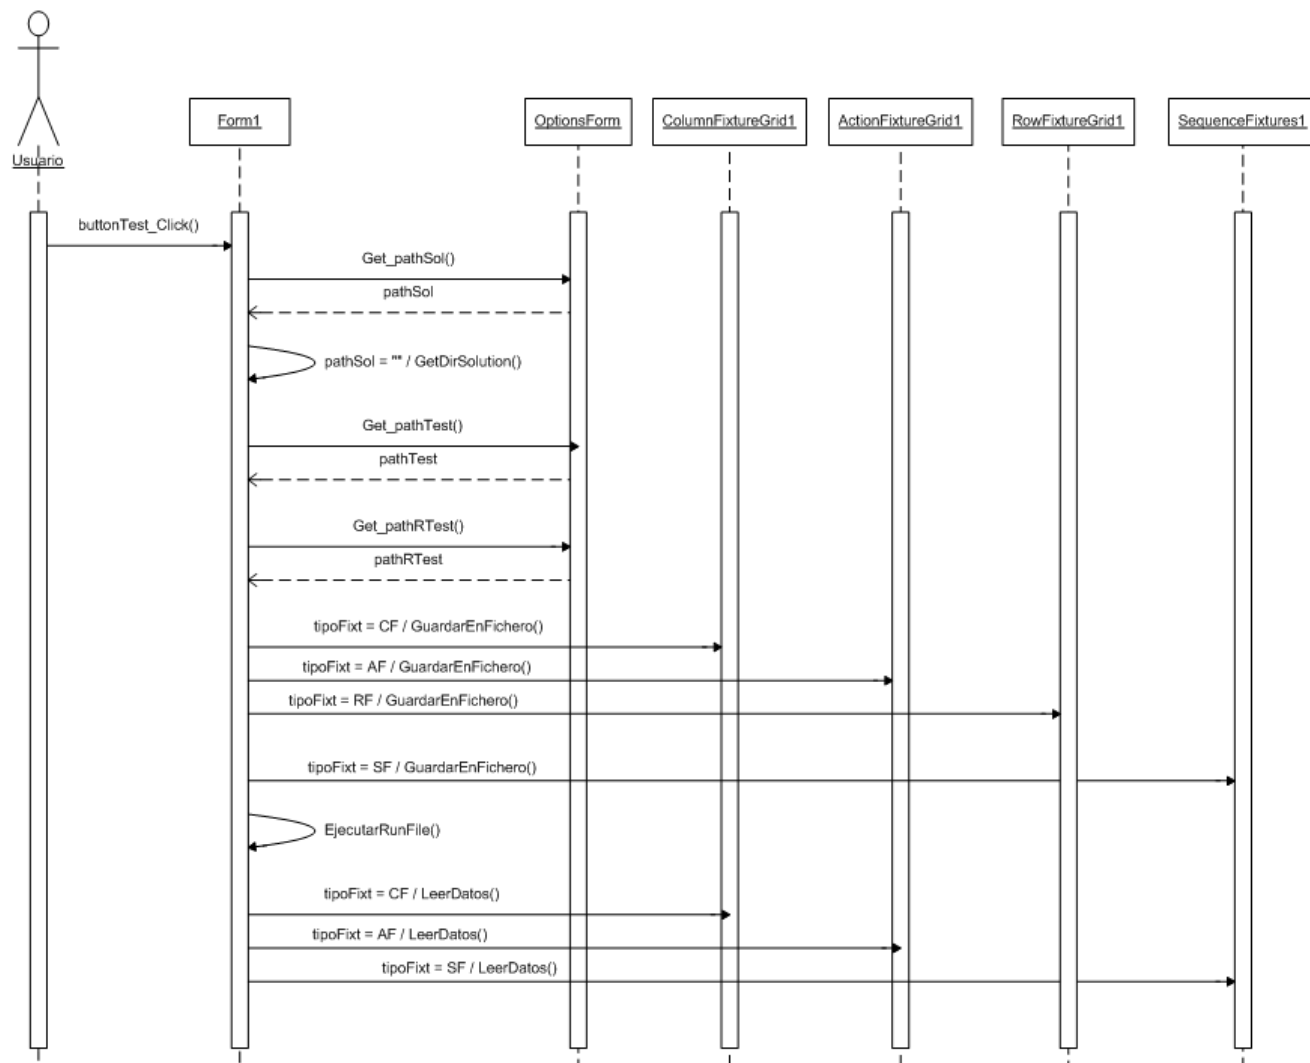 Form1
OptionsForm
ColumnFixtureGrid1
ActionFixtureGrid1
RowFixtureGrid1
SequenceFixtures1
Usuario
buttonTest_Click()
Get_pathSol()
pathSol
pathSol = "" / GetDirSolution()
Get_pathTest()
pathTest
Get_pathRTest()
pathRTest
tipoFixt = CF / GuardarEnFichero()
tipoFixt = AF / GuardarEnFichero()
tipoFixt = RF / GuardarEnFichero()
tipoFixt = SF / GuardarEnFichero()
EjecutarRunFile()
tipoFixt = CF / LeerDatos()
tipoFixt = AF / LeerDatos()
tipoFixt = SF / LeerDatos()